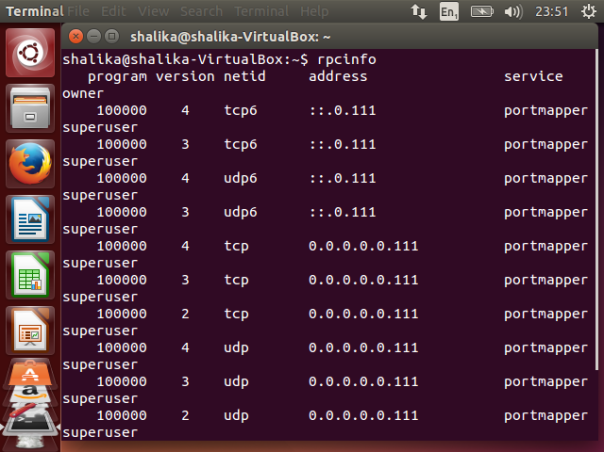 Terminal File Edit View Search Terminal Help En1 23:51
shalika@shalika-VirtualBox: ~
shalika@shalika-VirtualBox:~$ rpcinfo
program version netid address service
owner
100000 4 tcp6 ::.0.111 portmapper
superuser
100000 3 tcp6 ::.0.111 portmapper
superuser
100000 4 udp6 ::.0.111 portmapper
superuser
100000 3 udp6 ::.0.111 portmapper
superuser
100000 4 tcp 0.0.0.0.0.111 portmapper
superuser
100000 3 tcp 0.0.0.0.0.111 portmapper
superuser
100000 2 tcp 0.0.0.0.0.111 portmapper
superuser
100000 4 udp 0.0.0.0.0.111 portmapper
superuser
100000 3 udp 0.0.0.0.0.111 portmapper
superuser
100000 2 udp 0.0.0.0.0.111 portmapper
superuser